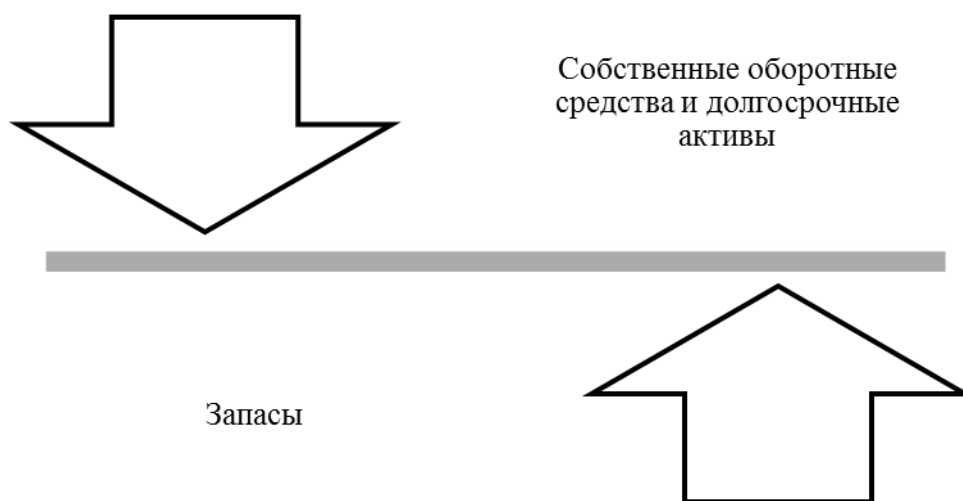 Собственные оборотные
средства и долгосрочные
активы
Запасы